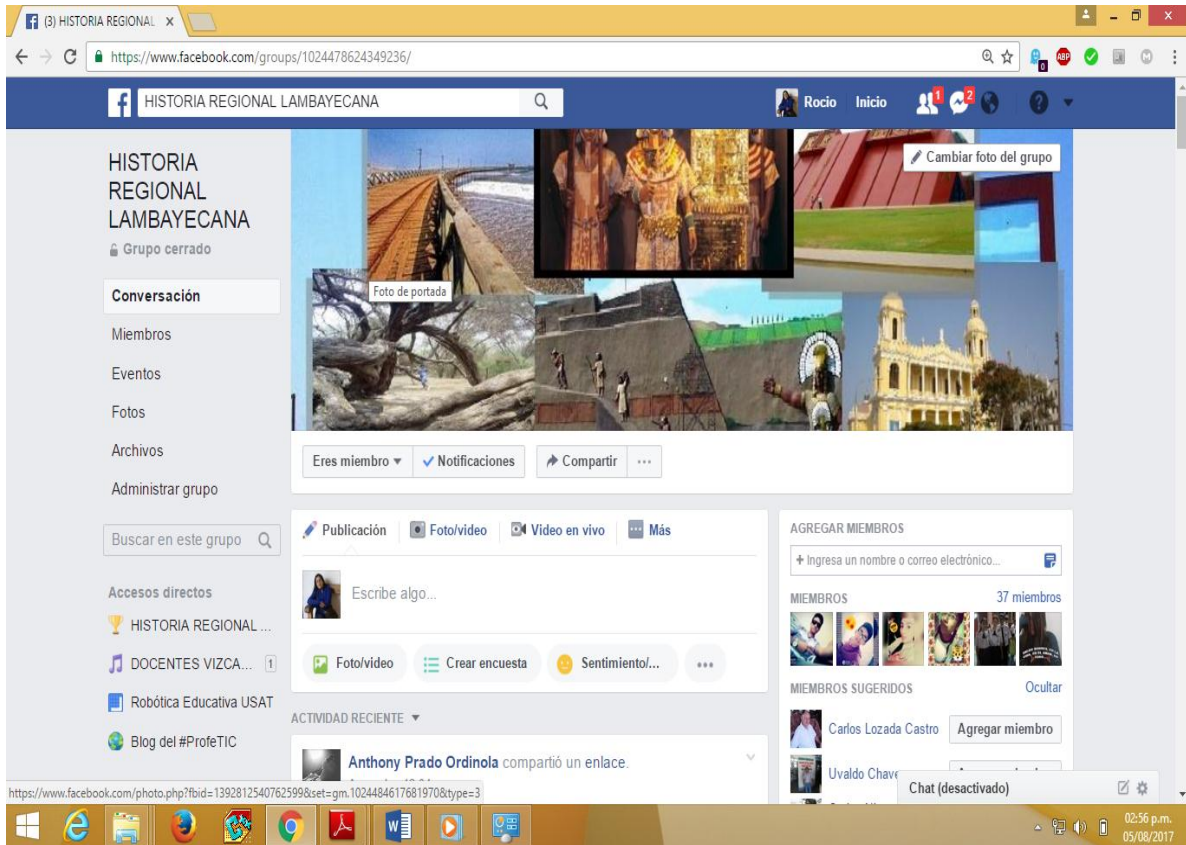 (3) HISTORIA REGIONAL
https://www.facebook.com/groups/1024478624349236/
ABP
0
f
HISTORIA REGIONAL LAMBAYECANA
Rocio
Inicio
1
2
HISTORIA
REGIONAL
LAMBAYECANA
Grupo cerrado
Cambiar foto del grupo
Foto de portada
Conversación
Miembros
Eventos
Fotos
Archivos
Administrar grupo
Buscar en este grupo
Accesos directos
HISTORIA REGIONAL ...
DOCENTES VIZCA... 1
Robótica Educativa USAT
Blog del #ProfeTIC
Eres miembro
Notificaciones
Compartir
Publicación
Foto/video
Video en vivo
Más
Escribe algo...
Foto/video
Crear encuesta
Sentimiento/...
ACTIVIDAD RECIENTE
Anthony Prado Ordinola compartió un enlace.
AGREGAR MIEMBROS
+ Ingresa un nombre o correo electrónico...
MIEMBROS
37 miembros
MIEMBROS SUGERIDOS
Ocultar
Carlos Lozada Castro
Agregar miembro
Uvaldo Chave
Chat (desactivado)
https://www.facebook.com/photo.php?fbid=1392812540762599&set=gm.1024484617681970&type=3
02:56 p.m.
05/08/2017